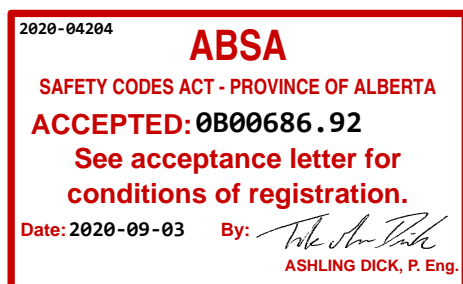 2020-04204
ABSA
SAFETY CODES ACT - PROVINCE OF ALBERTA
ACCEPTED: 0B00686.92
See acceptance letter for
conditions of registration.
Date: 2020-09-03 By:
ASHLING DICK, P. Eng.